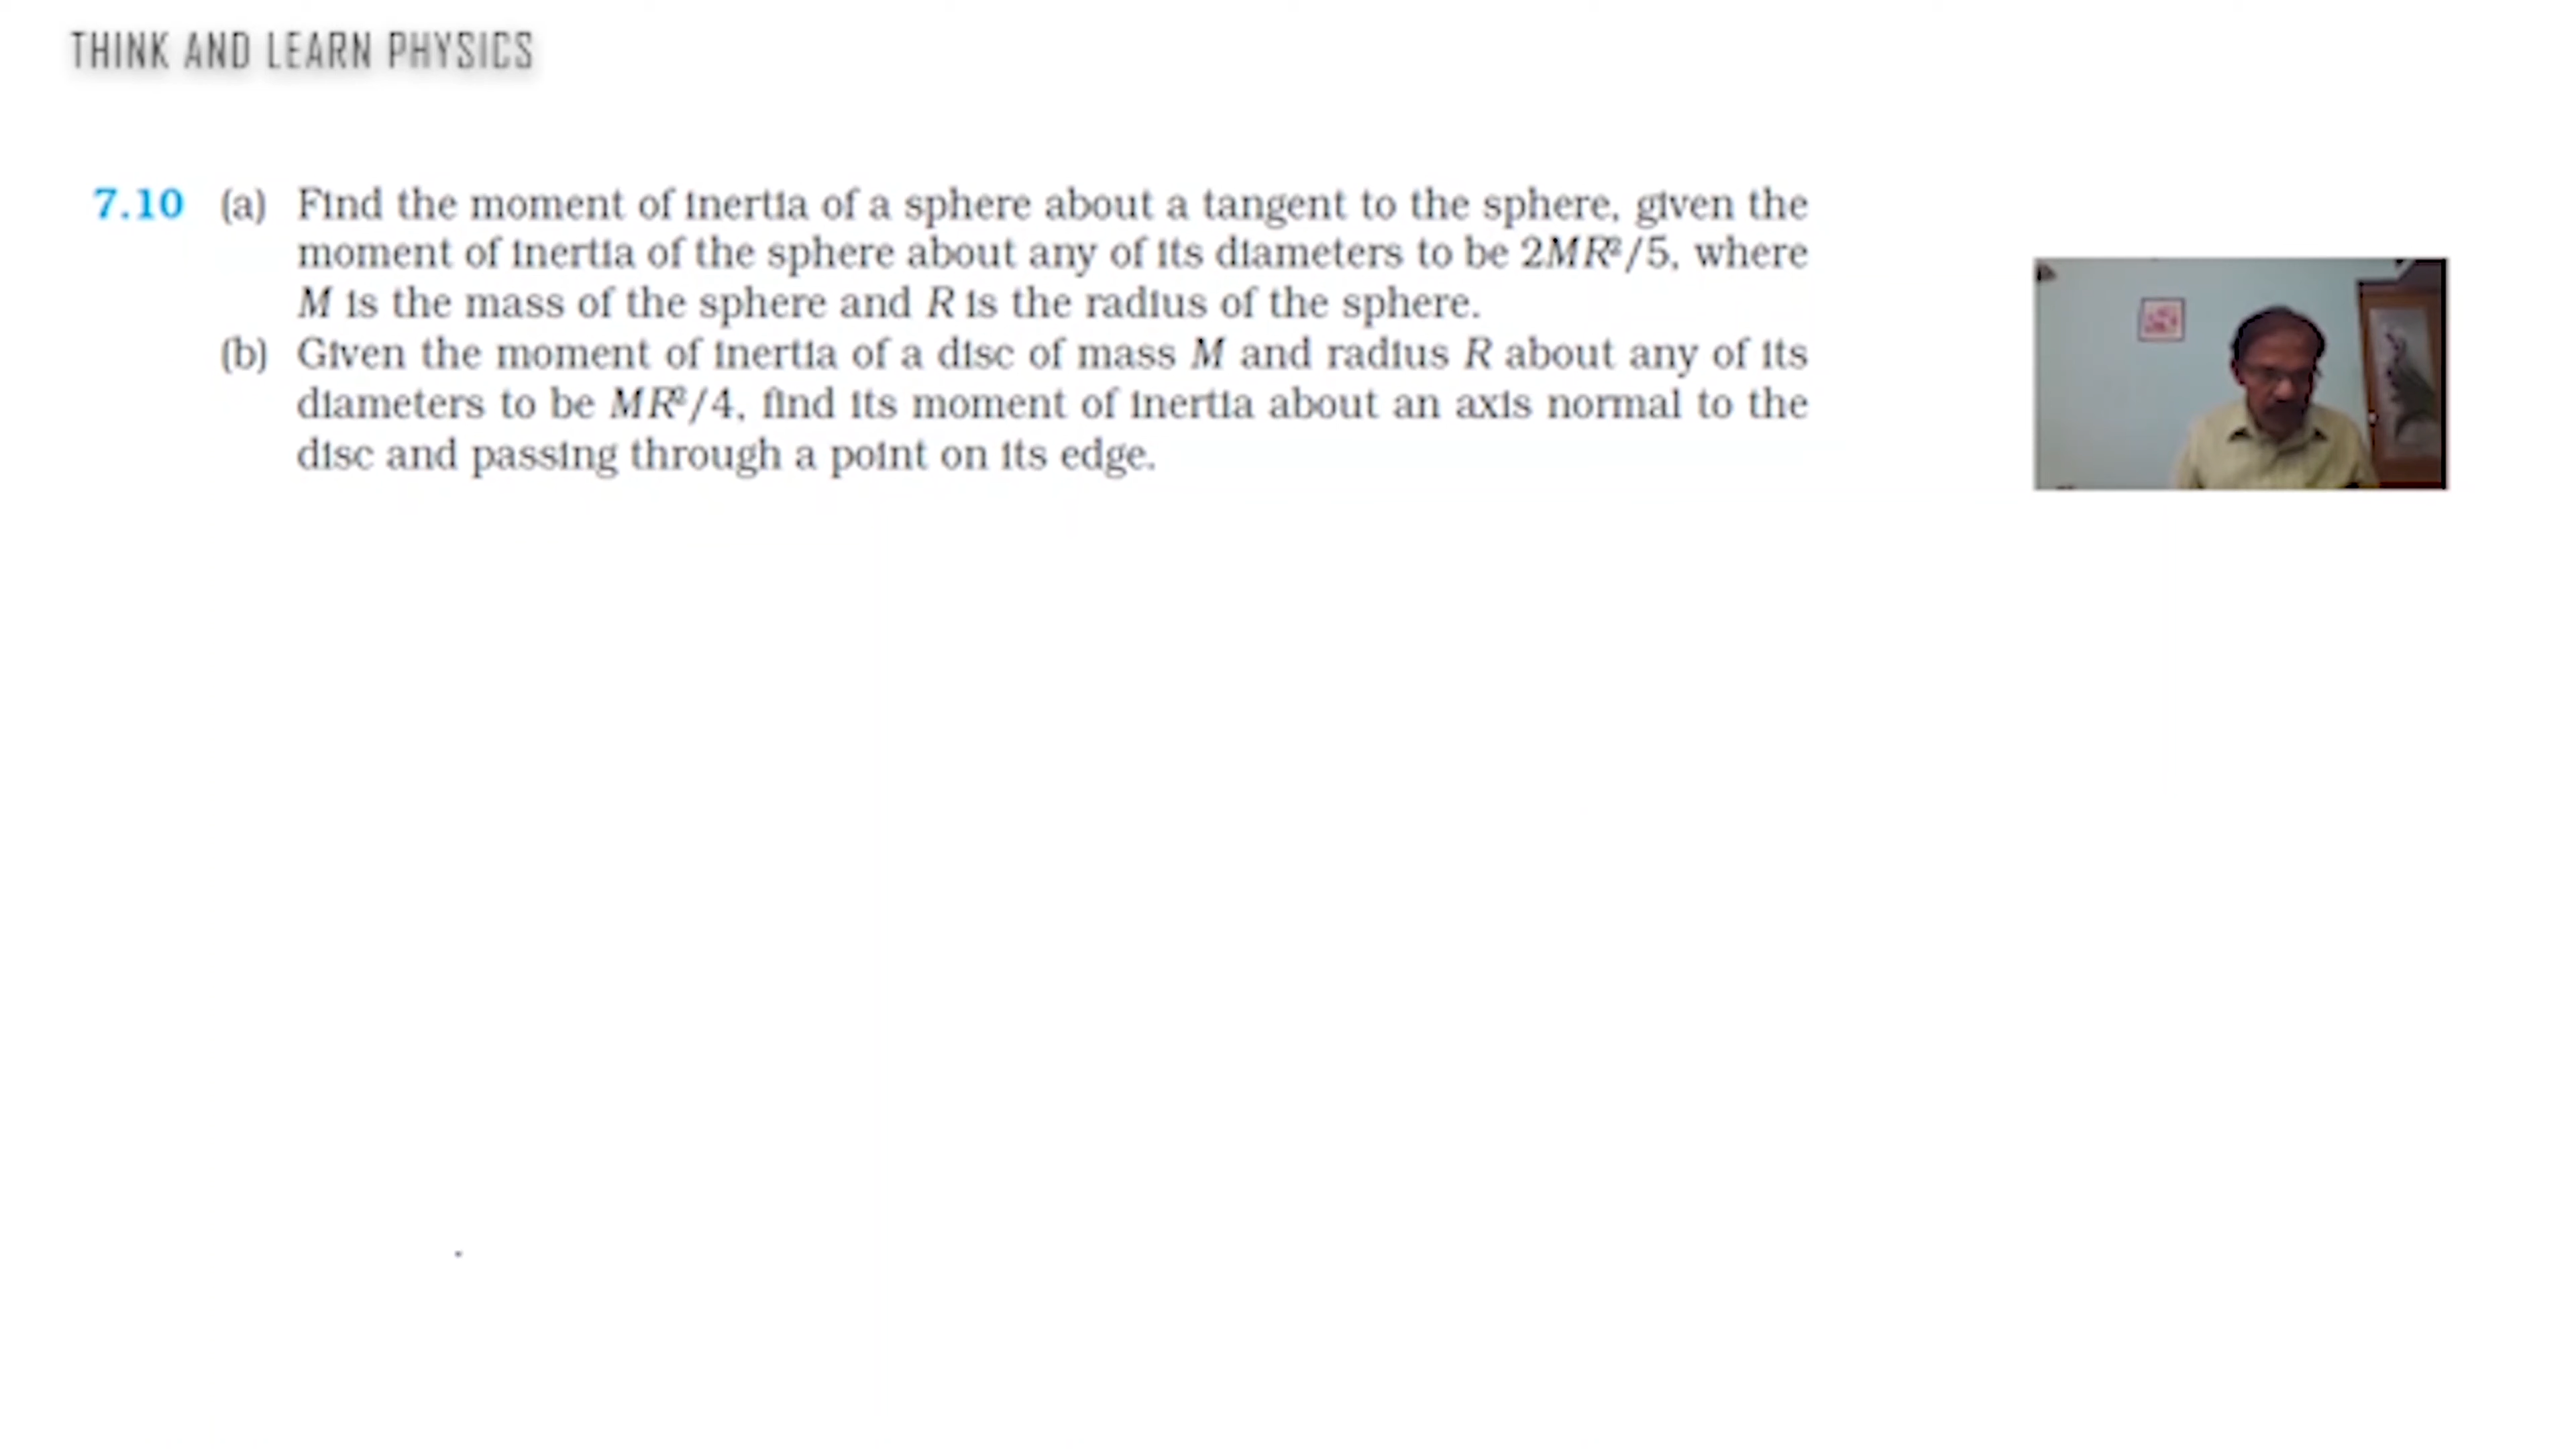 THINK AND LEARN PHYSICS
7.10 (a) Find the moment of inertia of a sphere about a tangent to the sphere, given the
moment of inertia of the sphere about any of its diameters to be 2MR²/5, where
M is the mass of the sphere and R is the radius of the sphere.
(b) Given the moment of inertia of a disc of mass M and radius R about any of its
diameters to be MR²/4, find its moment of inertia about an axis normal to the
disc and passing through a point on its edge.